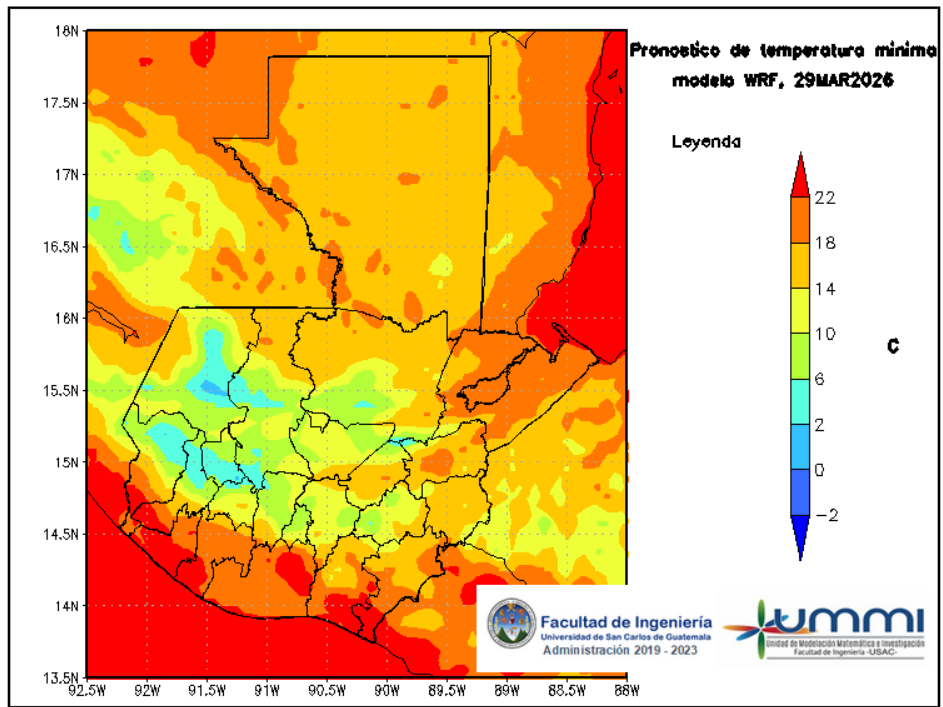 Pronostico de temperatura minima
modelo WRF, 29MAR2026
Leyenda
22
18
14
10
6
2
0
−2
C
18N
17.5N
17N
16.5N
16N
15.5N
15N
14.5N
14N
13.5N
92.5W
92W
91.5W
91W
90.5W
90W
89.5W
89W
88.5W
88W
Facultad de Ingeniería
Universidad de San Carlos de Guatemala
Administración 2019 - 2023
ummi
Unidad de Modelación Matemática e Investigación
Facultad de Ingeniería -USAC-